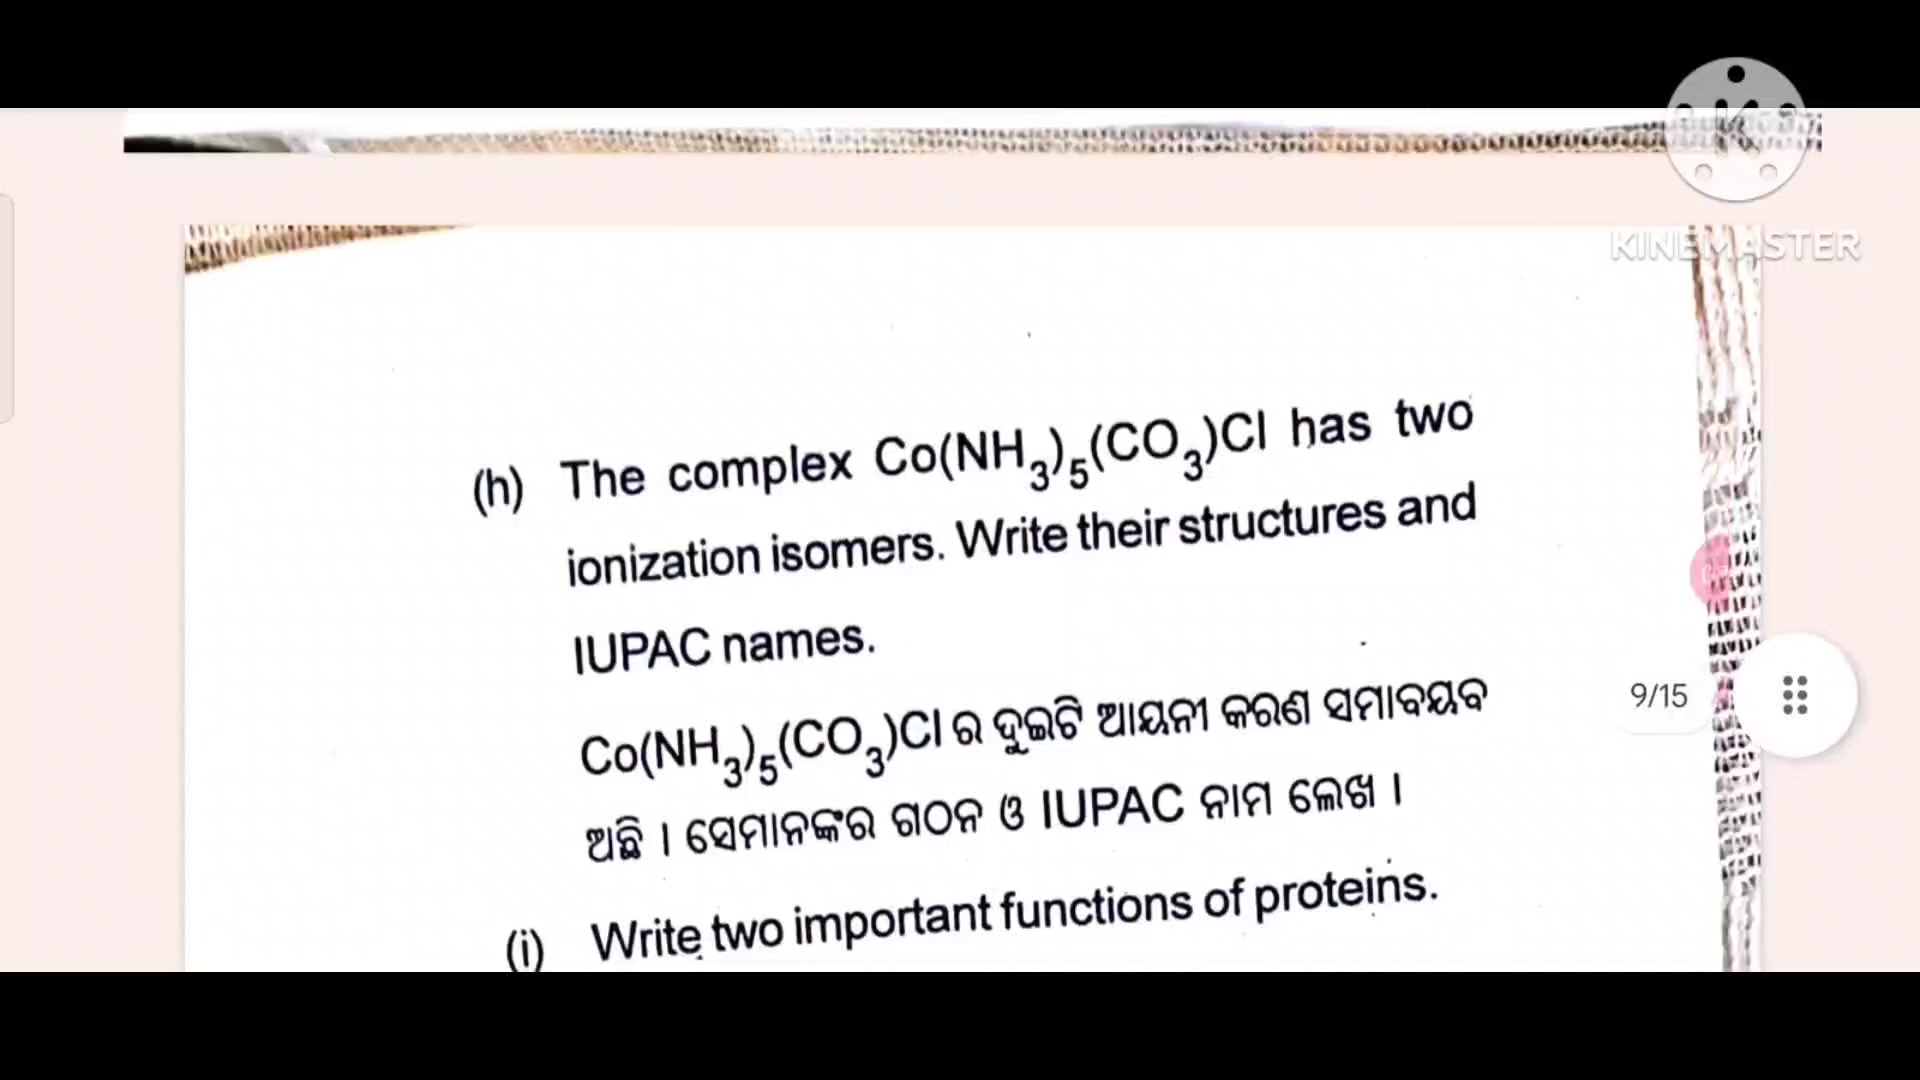 KINEMASTER
(h) The complex Co(NH₃)₅(CO₃)Cl has two
ionization isomers. Write their structures and
IUPAC names.
Co(NH₃)₅(CO₃)Cl ର ଦୁଇଟି ଆୟନୀ କରଣ ସମାବୟବ
ଅଛି । ସେମାନଙ୍କର ଗଠନ ଓ IUPAC ନାମ ଲେଖ ।
9/15
(i) Write two important functions of proteins.